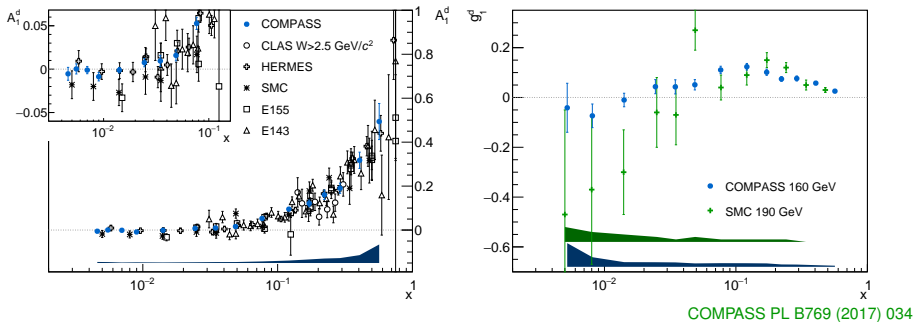 A₁ᵈ
0.05
0
−0.05
10⁻²
10⁻¹
x
COMPASS
CLAS W>2.5 GeV/c²
HERMES
SMC
E155
E143
A₁ᵈ
1
0.8
0.6
0.4
0.2
0
10⁻²
10⁻¹
1
x
g₁ᵈ
0.2
0
−0.2
−0.4
−0.6
COMPASS 160 GeV
SMC 190 GeV
10⁻²
10⁻¹
1
x
COMPASS PL B769 (2017) 034